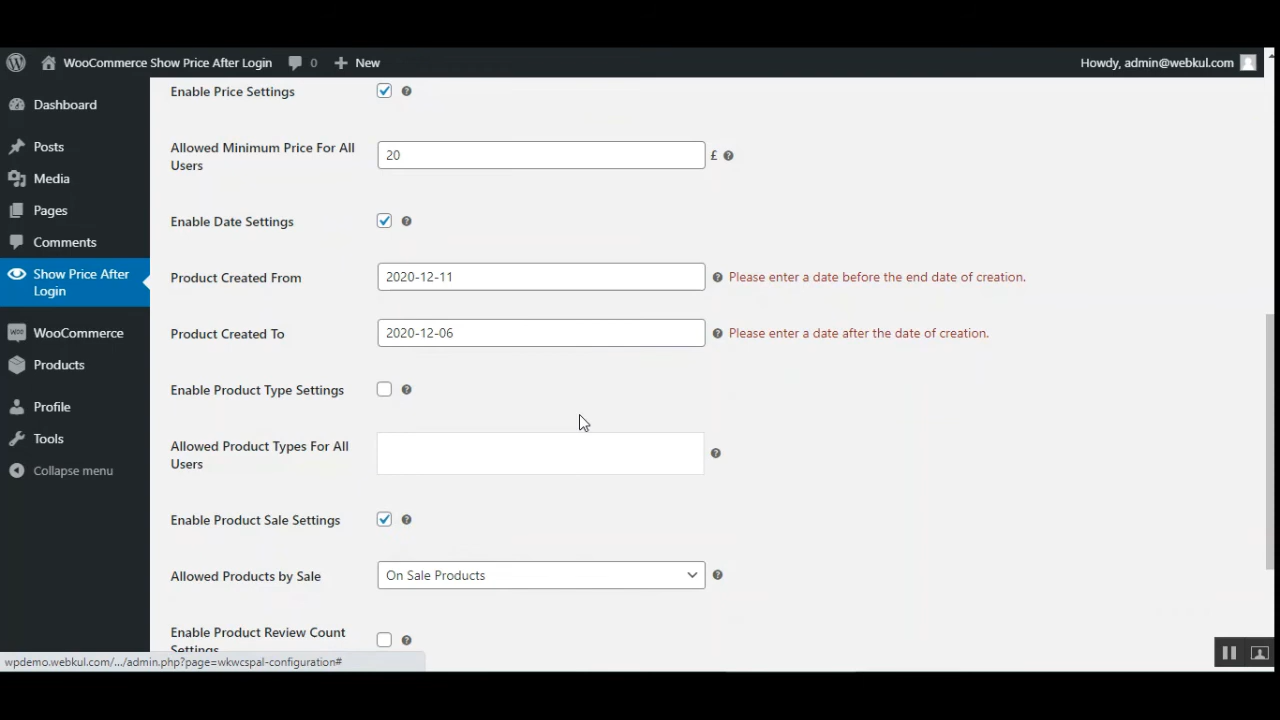 WooCommerce Show Price After Login 0 New Howdy, admin@webkul.com
Dashboard
Posts
Media
Pages
Comments
Show Price After
Login
WooCommerce
Products
Profile
Tools
Collapse menu
Enable Price Settings
Allowed Minimum Price For All
Users
20 £
Enable Date Settings
Product Created From 2020-12-11 Please enter a date before the end date of creation.
Product Created To 2020-12-06 Please enter a date after the date of creation.
Enable Product Type Settings
Allowed Product Types For All
Users
Enable Product Sale Settings
Allowed Products by Sale On Sale Products
Enable Product Review Count
Settings
wpdemo.webkul.com/.../admin.php?page=wkwcspal-configuration#